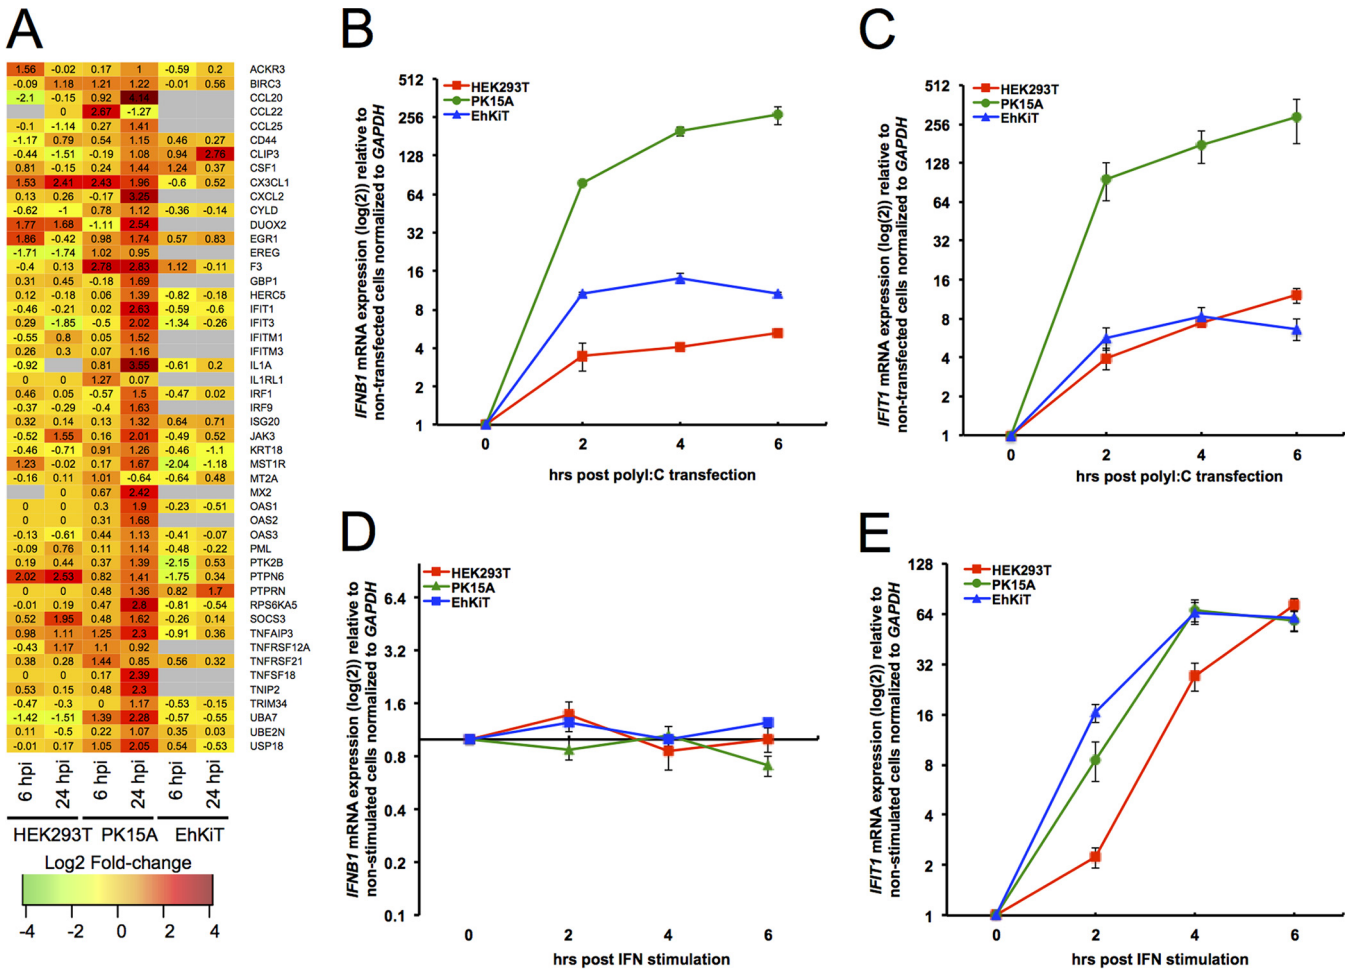 A
1.56 -0.02 0.17 1 -0.59 0.2 ACKR3
-0.09 1.18 1.21 1.22 -0.01 0.56 BIRC3
-2.1 -0.15 0.92 4.14 CCL20
0 2.67 -1.27 CCL22
-0.1 -1.14 0.27 1.41 CCL25
-1.17 0.79 0.54 1.15 0.46 0.27 CD44
-0.44 -1.51 -0.19 1.08 0.94 2.76 CLIP3
0.81 -0.15 0.24 1.44 1.24 0.37 CSF1
1.53 2.41 2.43 1.96 -0.6 0.52 CX3CL1
0.13 0.26 -0.17 3.25 CXCL2
-0.62 -1 0.78 1.12 -0.36 -0.14 CYLD
1.77 1.68 -1.11 2.54 DUOX2
1.86 -0.42 0.98 1.74 0.57 0.83 EGR1
-1.71 -1.74 1.02 0.95 EREG
-0.4 0.13 2.78 2.83 1.12 -0.11 F3
0.31 0.45 -0.18 1.69 GBP1
0.12 -0.18 0.06 1.39 -0.82 -0.18 HERC5
-0.46 -0.21 0.02 2.63 -0.59 -0.6 IFIT1
0.29 -1.85 -0.5 2.02 -1.34 -0.26 IFIT3
-0.55 0.8 0.05 1.52 IFITM1
0.26 0.3 0.07 1.16 IFITM3
-0.92 0.81 3.55 -0.61 0.2 IL1A
0 0 1.27 0.07 IL1RL1
0.46 0.05 -0.57 1.5 -0.47 0.02 IRF1
-0.37 -0.29 -0.4 1.63 IRF9
0.32 0.14 0.13 1.32 0.64 0.71 ISG20
-0.52 1.55 0.16 2.01 -0.49 0.52 JAK3
-0.46 -0.71 0.91 1.26 -0.46 -1.1 KRT18
1.23 -0.02 0.17 1.67 -2.04 -1.18 MST1R
-0.16 0.11 1.01 -0.64 -0.64 0.48 MT2A
0 0.67 2.42 MX2
0 0 0.3 1.9 -0.23 -0.51 OAS1
0 0 0.31 1.68 OAS2
-0.13 -0.61 0.44 1.13 -0.41 -0.07 OAS3
-0.09 0.76 0.11 1.14 -0.48 -0.22 PML
0.19 0.44 0.37 1.39 -2.15 0.53 PTK2B
2.02 2.53 0.82 1.41 -1.75 0.34 PTPN6
0 0 0.48 1.36 0.82 1.7 PTPRN
-0.01 0.19 0.47 2.8 -0.81 -0.54 RPS6KA5
0.52 1.95 0.48 1.62 -0.26 0.14 SOCS3
0.98 1.11 1.25 2.3 -0.91 0.36 TNFAIP3
-0.43 1.17 1.1 0.92 TNFRSF12A
0.38 0.28 1.44 0.85 0.56 0.32 TNFRSF21
0 0 0.17 2.39 TNFSF18
0.53 0.15 0.48 2.3 TNIP2
-0.47 -0.3 0 1.17 -0.53 -0.15 TRIM34
-1.42 -1.51 1.39 2.28 -0.57 -0.55 UBA7
0.11 -0.5 0.22 1.07 0.35 0.03 UBE2N
-0.01 0.17 1.05 2.05 0.54 -0.53 USP18
6 hpi 24 hpi 6 hpi 24 hpi 6 hpi 24 hpi
HEK293T PK15A EhKiT
Log2 Fold-change
-4 -2 0 2 4
B
IFNB1 mRNA expression (log(2)) relative to
non-transfected cells normalized to GAPDH
512
256
128
64
32
16
8
4
2
1
HEK293T
PK15A
EhKiT
0 2 4 6
hrs post polyI:C transfection
C
IFIT1 mRNA expression (log(2)) relative to
non-transfected cells normalized to GAPDH
512
256
128
64
32
16
8
4
2
1
HEK293T
PK15A
EhKiT
0 2 4 6
hrs post polyI:C transfection
D
IFNB1 mRNA expression (log(2)) relative to
non-stimulated cells normalized to GAPDH
6.4
3.2
1.6
0.8
0.4
0.2
0.1
HEK293T
PK15A
EhKiT
0 2 4 6
hrs post IFN stimulation
E
IFIT1 mRNA expression (log(2)) relative to
non-stimulated cells normalized to GAPDH
128
64
32
16
8
4
2
1
HEK293T
PK15A
EhKiT
0 2 4 6
hrs post IFN stimulation